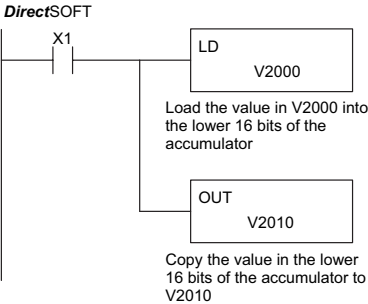 DirectSOFT
X1
LD
V2000
Load the value in V2000 into
the lower 16 bits of the
accumulator
OUT
V2010
Copy the value in the lower
16 bits of the accumulator to
V2010